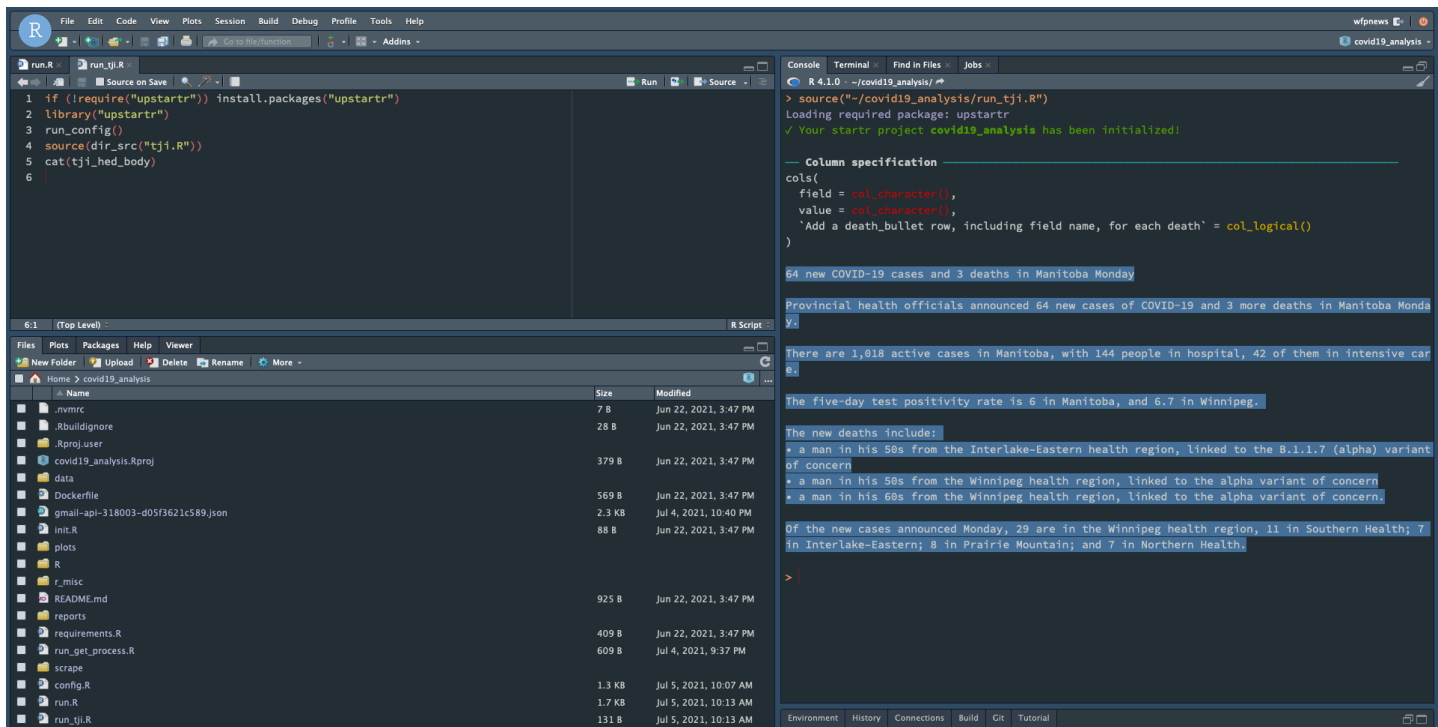 R
File Edit Code View Plots Session Build Debug Profile Tools Help
wfpnews
Go to file/function
Addins
covid19_analysis
run.R
run_tji.R
Source on Save
Run
Source
1 if (!require("upstartr")) install.packages("upstartr")
2 library("upstartr")
3 run_config()
4 source(dir_src("tji.R"))
5 cat(tji_hed_body)
6
6:1 (Top Level)
R Script
Files Plots Packages Help Viewer
New Folder Upload Delete Rename More
Home > covid19_analysis
Name Size Modified
.nvmrc 7 B Jun 22, 2021, 3:47 PM
.Rbuildignore 28 B Jun 22, 2021, 3:47 PM
.Rproj.user
covid19_analysis.Rproj 379 B Jun 22, 2021, 3:47 PM
data
Dockerfile 569 B Jun 22, 2021, 3:47 PM
gmail-api-318003-d05f3621c589.json 2.3 KB Jul 4, 2021, 10:40 PM
init.R 88 B Jun 22, 2021, 3:47 PM
plots
R
r_misc
README.md 925 B Jun 22, 2021, 3:47 PM
reports
requirements.R 409 B Jun 22, 2021, 3:47 PM
run_get_process.R 609 B Jul 4, 2021, 9:37 PM
scrape
config.R 1.3 KB Jul 5, 2021, 10:07 AM
run.R 1.7 KB Jul 5, 2021, 10:13 AM
run_tji.R 131 B Jul 5, 2021, 10:13 AM
Console Terminal Find in Files Jobs
R 4.1.0 · ~/covid19_analysis/
> source("~/covid19_analysis/run_tji.R")
Loading required package: upstartr
✓ Your startr project covid19_analysis has been initialized!
── Column specification ──
cols(
field = col_character(),
value = col_character(),
`Add a death_bullet row, including field name, for each death` = col_logical()
)
64 new COVID-19 cases and 3 deaths in Manitoba Monday
Provincial health officials announced 64 new cases of COVID-19 and 3 more deaths in Manitoba Monda
y.
There are 1,018 active cases in Manitoba, with 144 people in hospital, 42 of them in intensive car
e.
The five-day test positivity rate is 6 in Manitoba, and 6.7 in Winnipeg.
The new deaths include:
• a man in his 50s from the Interlake-Eastern health region, linked to the B.1.1.7 (alpha) variant
of concern
• a man in his 50s from the Winnipeg health region, linked to the alpha variant of concern
• a man in his 60s from the Winnipeg health region, linked to the alpha variant of concern.
Of the new cases announced Monday, 29 are in the Winnipeg health region, 11 in Southern Health; 7
in Interlake-Eastern; 8 in Prairie Mountain; and 7 in Northern Health.
>
Environment History Connections Build Git Tutorial